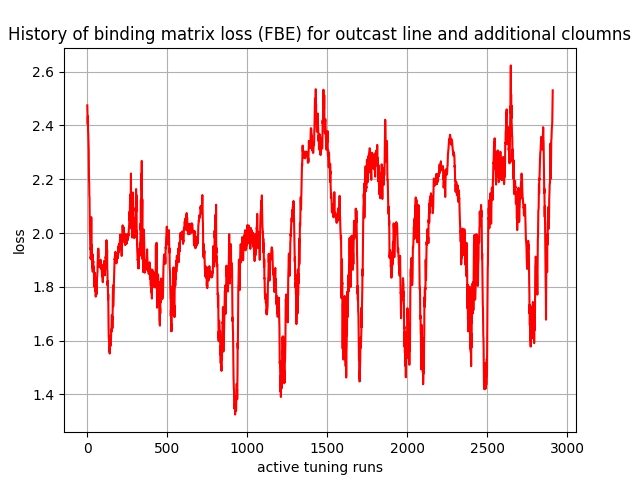 History of binding matrix loss (FBE) for outcast line and additional cloumns
2.6
2.4
2.2
2.0
1.8
1.6
1.4
loss
0 500 1000 1500 2000 2500 3000
active tuning runs